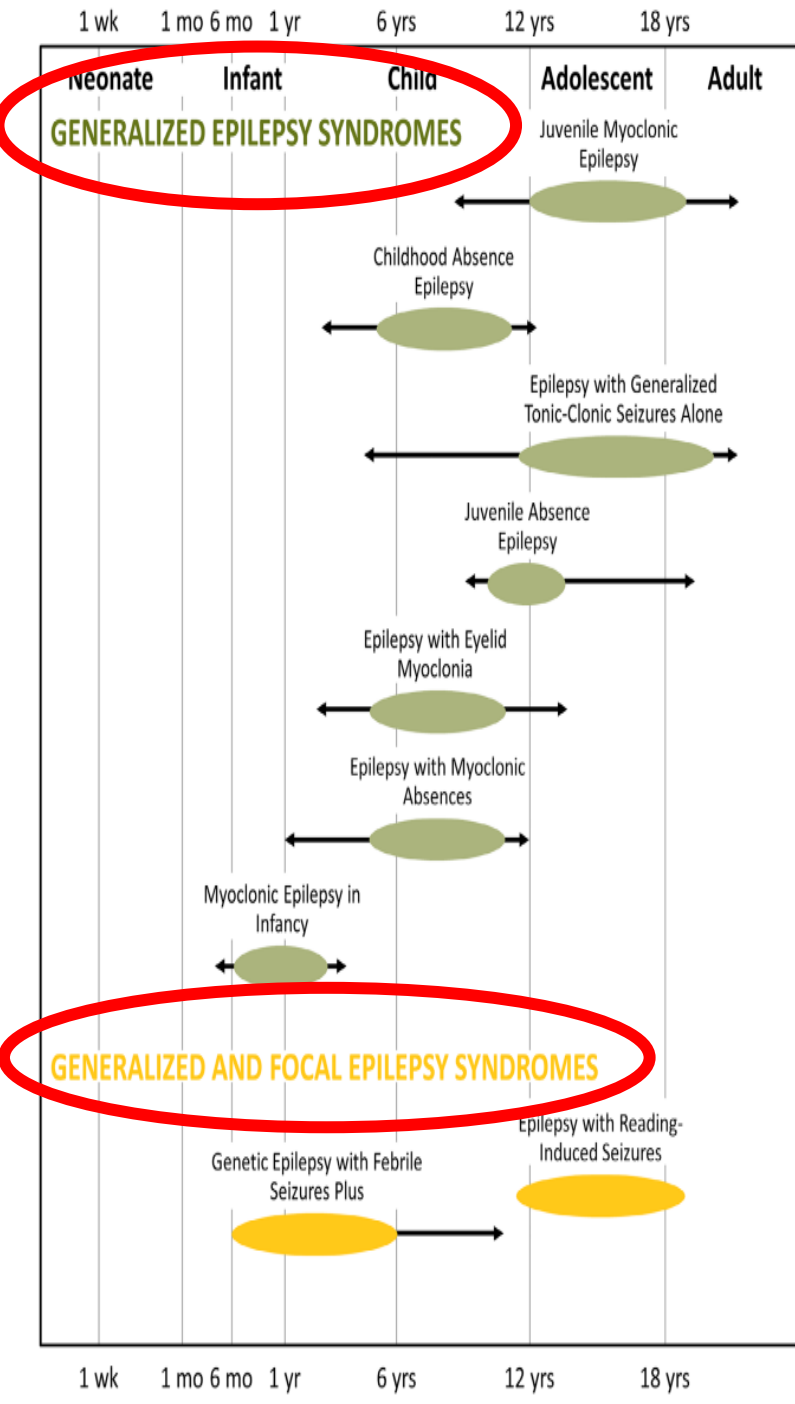 1 wk 1 mo 6 mo 1 yr 6 yrs 12 yrs 18 yrs
Neonate Infant Child Adolescent Adult
GENERALIZED EPILEPSY SYNDROMES
Juvenile Myoclonic
Epilepsy
Childhood Absence
Epilepsy
Epilepsy with Generalized
Tonic-Clonic Seizures Alone
Juvenile Absence
Epilepsy
Epilepsy with Eyelid
Myoclonia
Epilepsy with Myoclonic
Absences
Myoclonic Epilepsy in
Infancy
GENERALIZED AND FOCAL EPILEPSY SYNDROMES
Epilepsy with Reading-
Induced Seizures
Genetic Epilepsy with Febrile
Seizures Plus
1 wk 1 mo 6 mo 1 yr 6 yrs 12 yrs 18 yrs